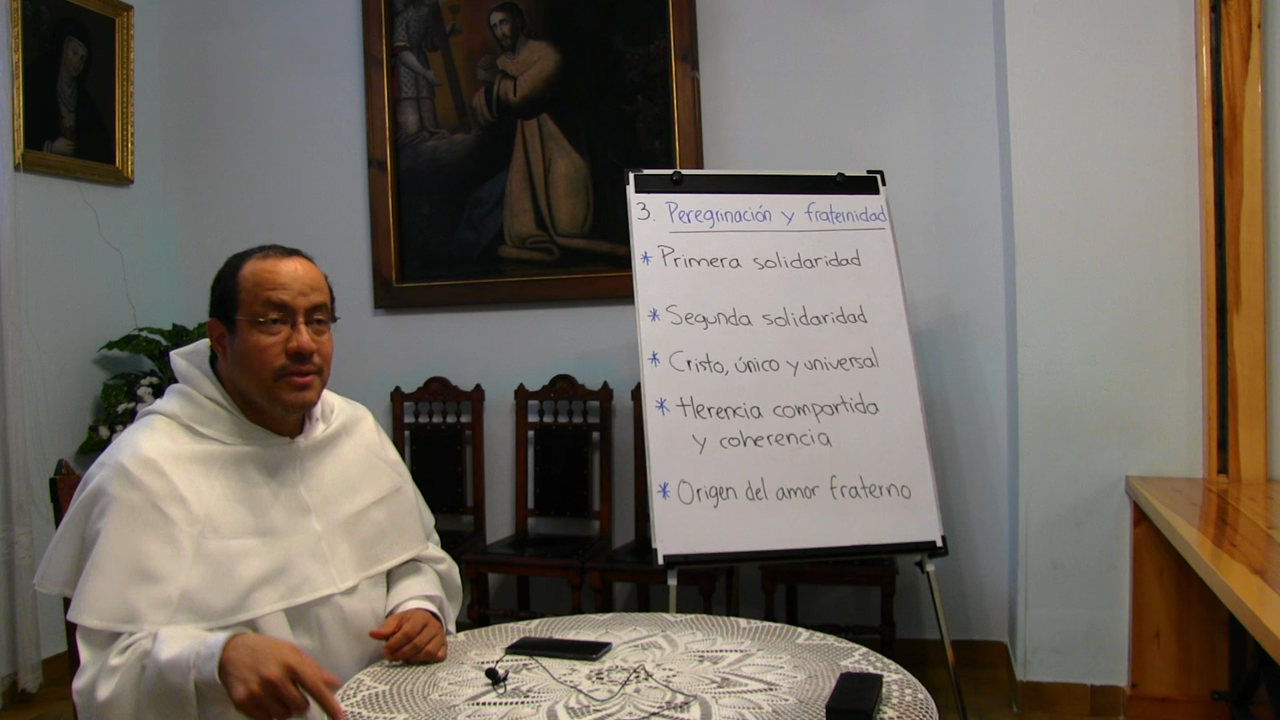 3. Peregrinación y fraternidad
* Primera solidaridad
* Segunda solidaridad
* Cristo, único y universal
* Herencia compartida
y coherencia
* Origen del amor fraterno